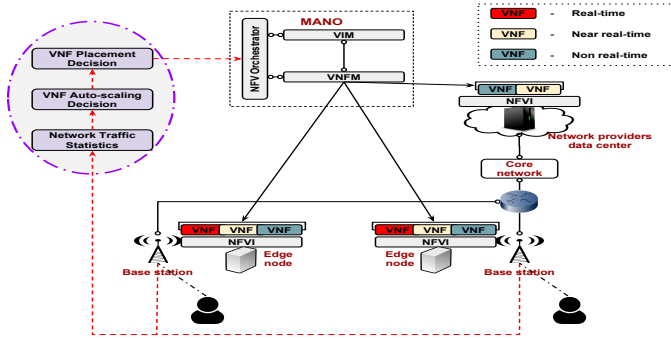 MANO
VNF - Real-time
VNF - Near real-time
VNF - Non real-time
NFV Orchestrator
VIM
VNFM
VNF Placement
Decision
VNF Auto-scaling
Decision
Network Traffic
Statistics
VNF VNF
NFVI
Network providers
data center
Core
network
VNF VNF VNF
NFVI
Edge
node
Base station
VNF VNF VNF
NFVI
Edge
node
Base station